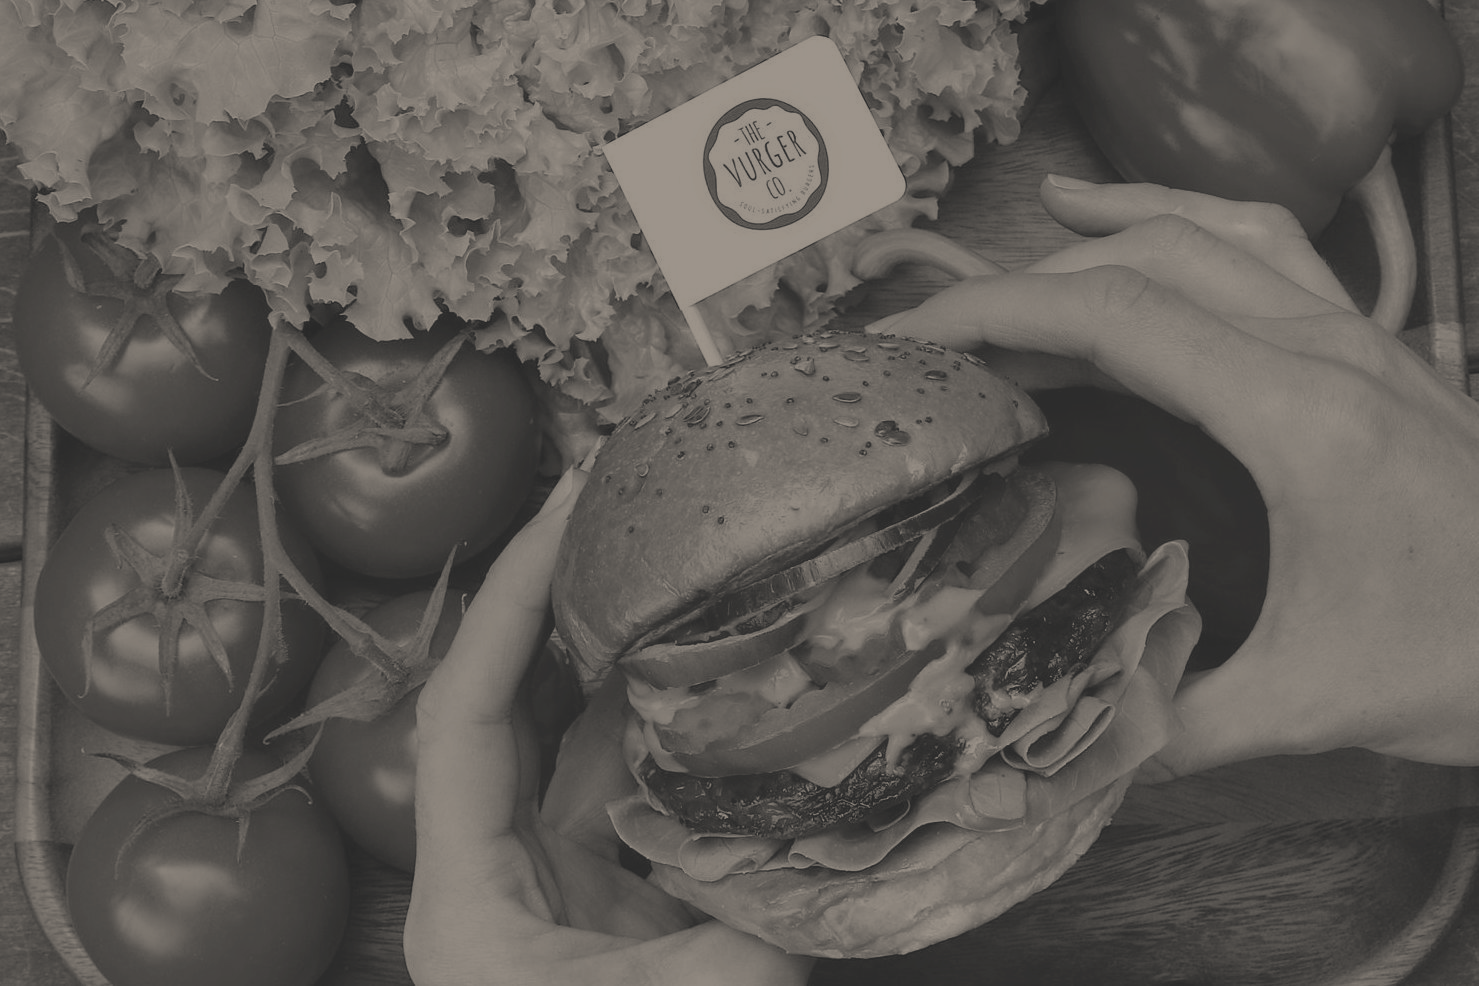 -THE-
VURGER
CO.
SOUL-SATISFYING BURGERS